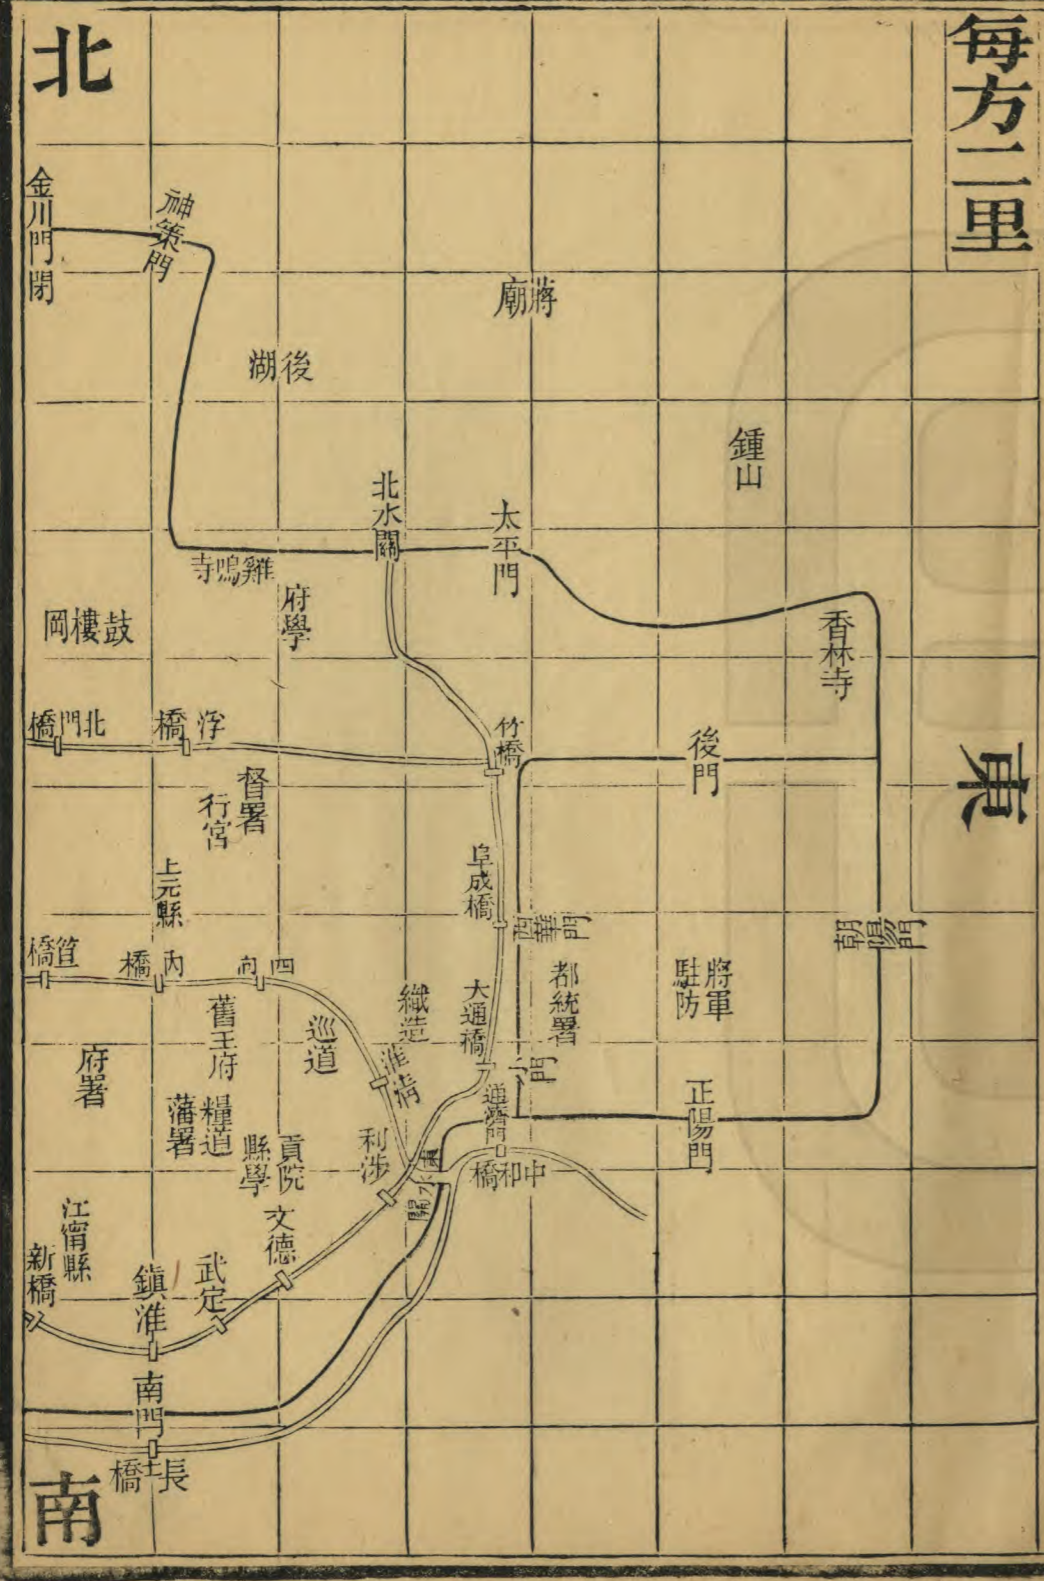 每方二里
東
北
南
金川門閉
神策門
後湖
蔣廟
鍾山
北水關
太平門
雞鳴寺
府學
鼓樓岡
香林寺
北門橋
浮橋
竹橋
後門
督署
行宮
上元縣
阜成橋
西華門
朝陽門
笪橋
內橋
四向
織造
大通橋
都統署
將軍
駐防
舊王府
巡道
淮清
小門
府署
通濟門
正陽門
糧道
藩署
貢院
縣學
利涉
東水關
中和橋
文德
江甯縣
新橋
武定
鎮淮
南門
長干橋